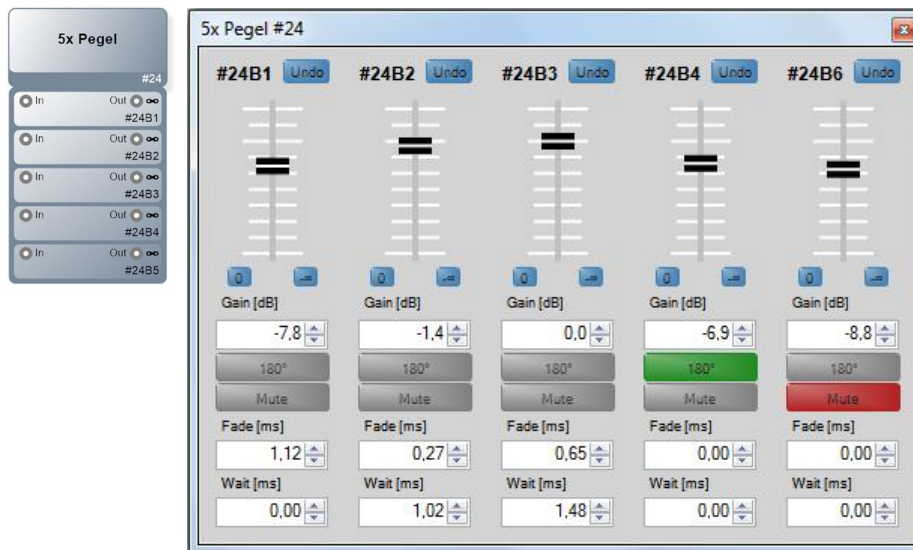 5x Pegel
#24
In Out
#24B1
In Out
#24B2
In Out
#24B3
In Out
#24B4
In Out
#24B5
5x Pegel #24
#24B1 Undo #24B2 Undo #24B3 Undo #24B4 Undo #24B6 Undo
0 -∞ 0 -∞ 0 -∞ 0 -∞ 0 -∞
Gain [dB] Gain [dB] Gain [dB] Gain [dB] Gain [dB]
-7,8 -1,4 0,0 -6,9 -8,8
180° 180° 180° 180° 180°
Mute Mute Mute Mute Mute
Fade [ms] Fade [ms] Fade [ms] Fade [ms] Fade [ms]
1,12 0,27 0,65 0,00 0,00
Wait [ms] Wait [ms] Wait [ms] Wait [ms] Wait [ms]
0,00 1,02 1,48 0,00 0,00